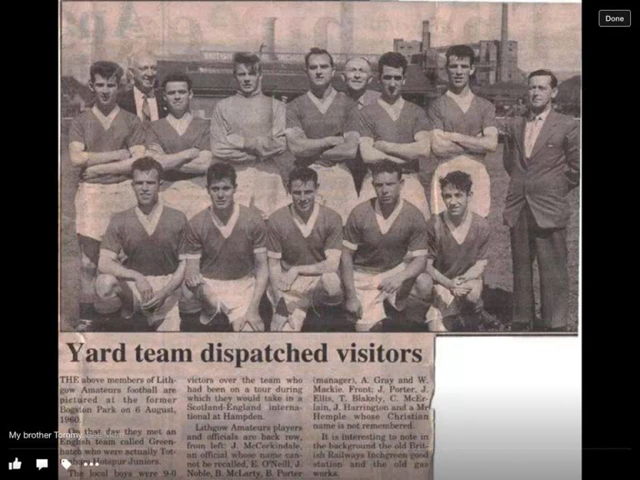 Done
Yard team dispatched visitors
THE above members of Lith-
gow Amateurs football are
pictured at the former
Bogston Park on 6 August,
1960.
On that day they met an
English team called Green-
hatch who were actually Tot-
Hotspur Juniors.
The local boys were 9-0
victors over the team who
had been on a tour during
which they would take in a
Scotland-England interna-
tional at Hampden.
Lithgow Amateurs players
and officials are back row,
from left: J. McCorkindale,
an official whose name can-
not be recalled, E. O'Neill, J.
Noble, B. McLarty, B. Porter
(manager), A. Gray and W.
Mackie. Front: J. Porter, J.
Ellis, T. Blakely, C. McEr-
lain, J. Harrington and a Mr
Hemple whose Christian
name is not remembered.
It is interesting to note in
the background the old Brit-
ish Railways Inchgreen good
station and the old gas
works.
My brother Tommy